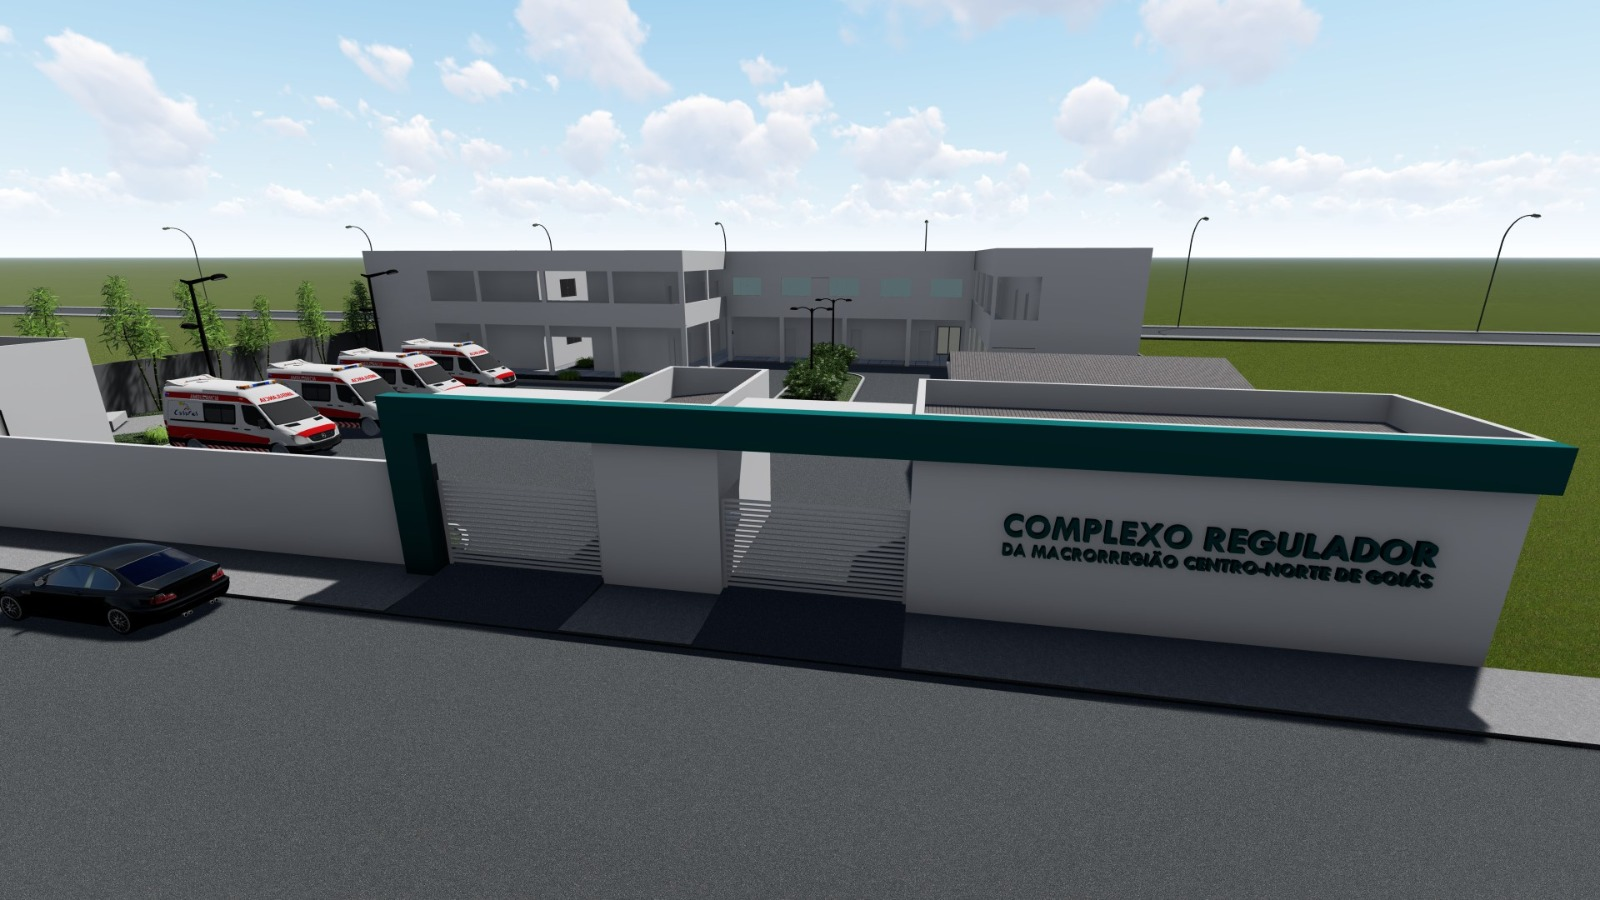 COMPLEXO REGULADOR
DA MACRORREGIÃO CENTRO-NORTE DE GOIÁS